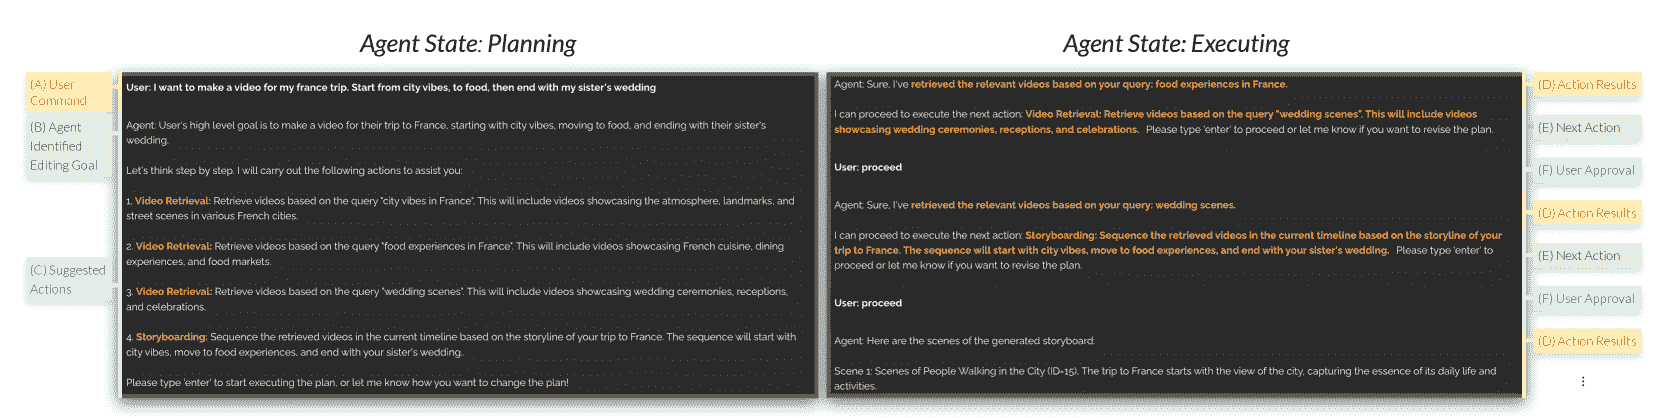 Agent State: Planning
(A) User
Command
(B) Agent
Identified
Editing Goal
(C) Suggested
Actions
User: I want to make a video for my france trip. Start from city vibes, to food, then end with my sister's wedding
Agent: User's high level goal is to make a video for their trip to France, starting with city vibes, moving to food, and ending with their sister's
wedding.
Let's think step by step. I will carry out the following actions to assist you:
1. Video Retrieval: Retrieve videos based on the query "city vibes in France". This will include videos showcasing the atmosphere, landmarks, and
street scenes in various French cities.
2. Video Retrieval: Retrieve videos based on the query "food experiences in France". This will include videos showcasing French cuisine, dining
experiences, and food markets.
3. Video Retrieval: Retrieve videos based on the query "wedding scenes". This will include videos showcasing wedding ceremonies, receptions,
and celebrations.
4. Storyboarding: Sequence the retrieved videos in the current timeline based on the storyline of your trip to France. The sequence will start with
city vibes, move to food experiences, and end with your sister's wedding.
Please type 'enter' to start executing the plan, or let me know how you want to change the plan!
Agent State: Executing
Agent: Sure, I've retrieved the relevant videos based on your query: food experiences in France.
I can proceed to execute the next action: Video Retrieval: Retrieve videos based on the query "wedding scenes". This will include videos
showcasing wedding ceremonies, receptions, and celebrations. Please type 'enter' to proceed or let me know if you want to revise the plan.
User: proceed
Agent: Sure, I've retrieved the relevant videos based on your query: wedding scenes.
I can proceed to execute the next action: Storyboarding: Sequence the retrieved videos in the current timeline based on the storyline of your
trip to France. The sequence will start with city vibes, move to food experiences, and end with your sister's wedding. Please type 'enter' to
proceed or let me know if you want to revise the plan.
User: proceed
Agent: Here are the scenes of the generated storyboard:
Scene 1: Scenes of People Walking in the City (ID=15). The trip to France starts with the view of the city, capturing the essence of its daily life and
activities.
(D) Action Results
(E) Next Action
(F) User Approval
(D) Action Results
(E) Next Action
(F) User Approval
(D) Action Results
⋮